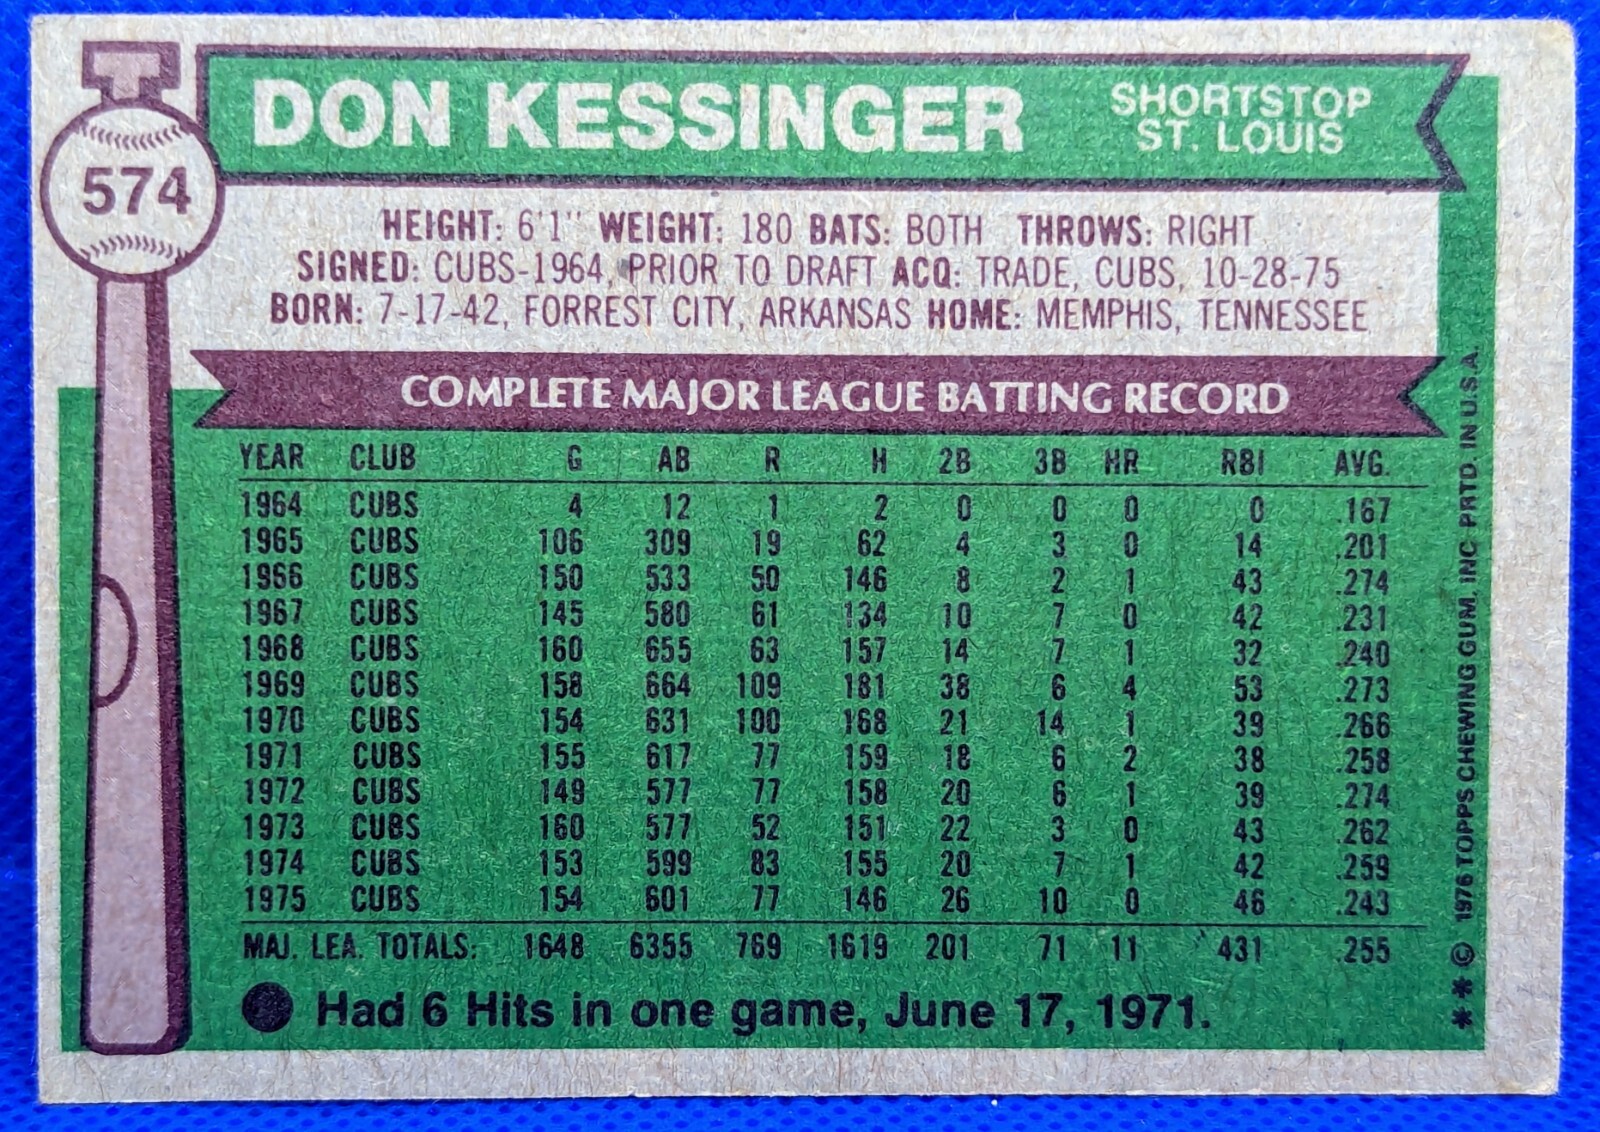 T
DON KESSINGER
SHORTSTOP
ST. LOUIS
574
HEIGHT: 6'1" WEIGHT: 180 BATS: BOTH THROWS: RIGHT
SIGNED: CUBS-1964, PRIOR TO DRAFT ACQ: TRADE, CUBS, 10-28-75
BORN: 7-17-42, FORREST CITY, ARKANSAS HOME: MEMPHIS, TENNESSEE
COMPLETE MAJOR LEAGUE BATTING RECORD
YEAR CLUB G AB R H 2B 3B HR RBI AVG.
1964 CUBS 4 12 1 2 0 0 0 0 .167
1965 CUBS 106 309 19 62 4 3 0 14 .201
1966 CUBS 150 533 50 146 8 2 1 43 .274
1967 CUBS 145 580 61 134 10 7 0 42 .231
1968 CUBS 160 655 63 157 14 7 1 32 .240
1969 CUBS 158 664 109 181 38 6 4 53 .273
1970 CUBS 154 631 100 168 21 14 1 39 .266
1971 CUBS 155 617 77 159 18 6 2 38 .258
1972 CUBS 149 577 77 158 20 6 1 39 .274
1973 CUBS 160 577 52 151 22 3 0 43 .262
1974 CUBS 153 599 83 155 20 7 1 42 .259
1975 CUBS 154 601 77 146 26 10 0 46 .243
MAJ. LEA. TOTALS: 1648 6355 769 1619 201 71 11 431 .255
Had 6 Hits in one game, June 17, 1971.
* * © 1976 TOPPS CHEWING GUM, INC PRTD. IN U.S.A.